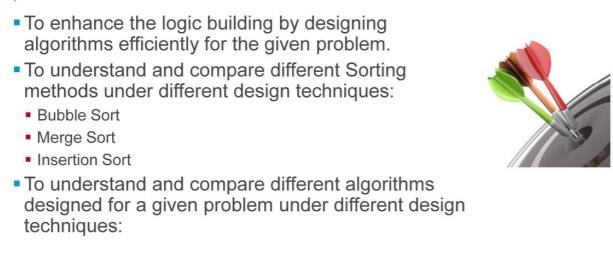 To enhance the logic building by designing
algorithms efficiently for the given problem.
To understand and compare different Sorting
methods under different design techniques:
Bubble Sort
Merge Sort
Insertion Sort
To understand and compare different algorithms
designed for a given problem under different design
techniques: